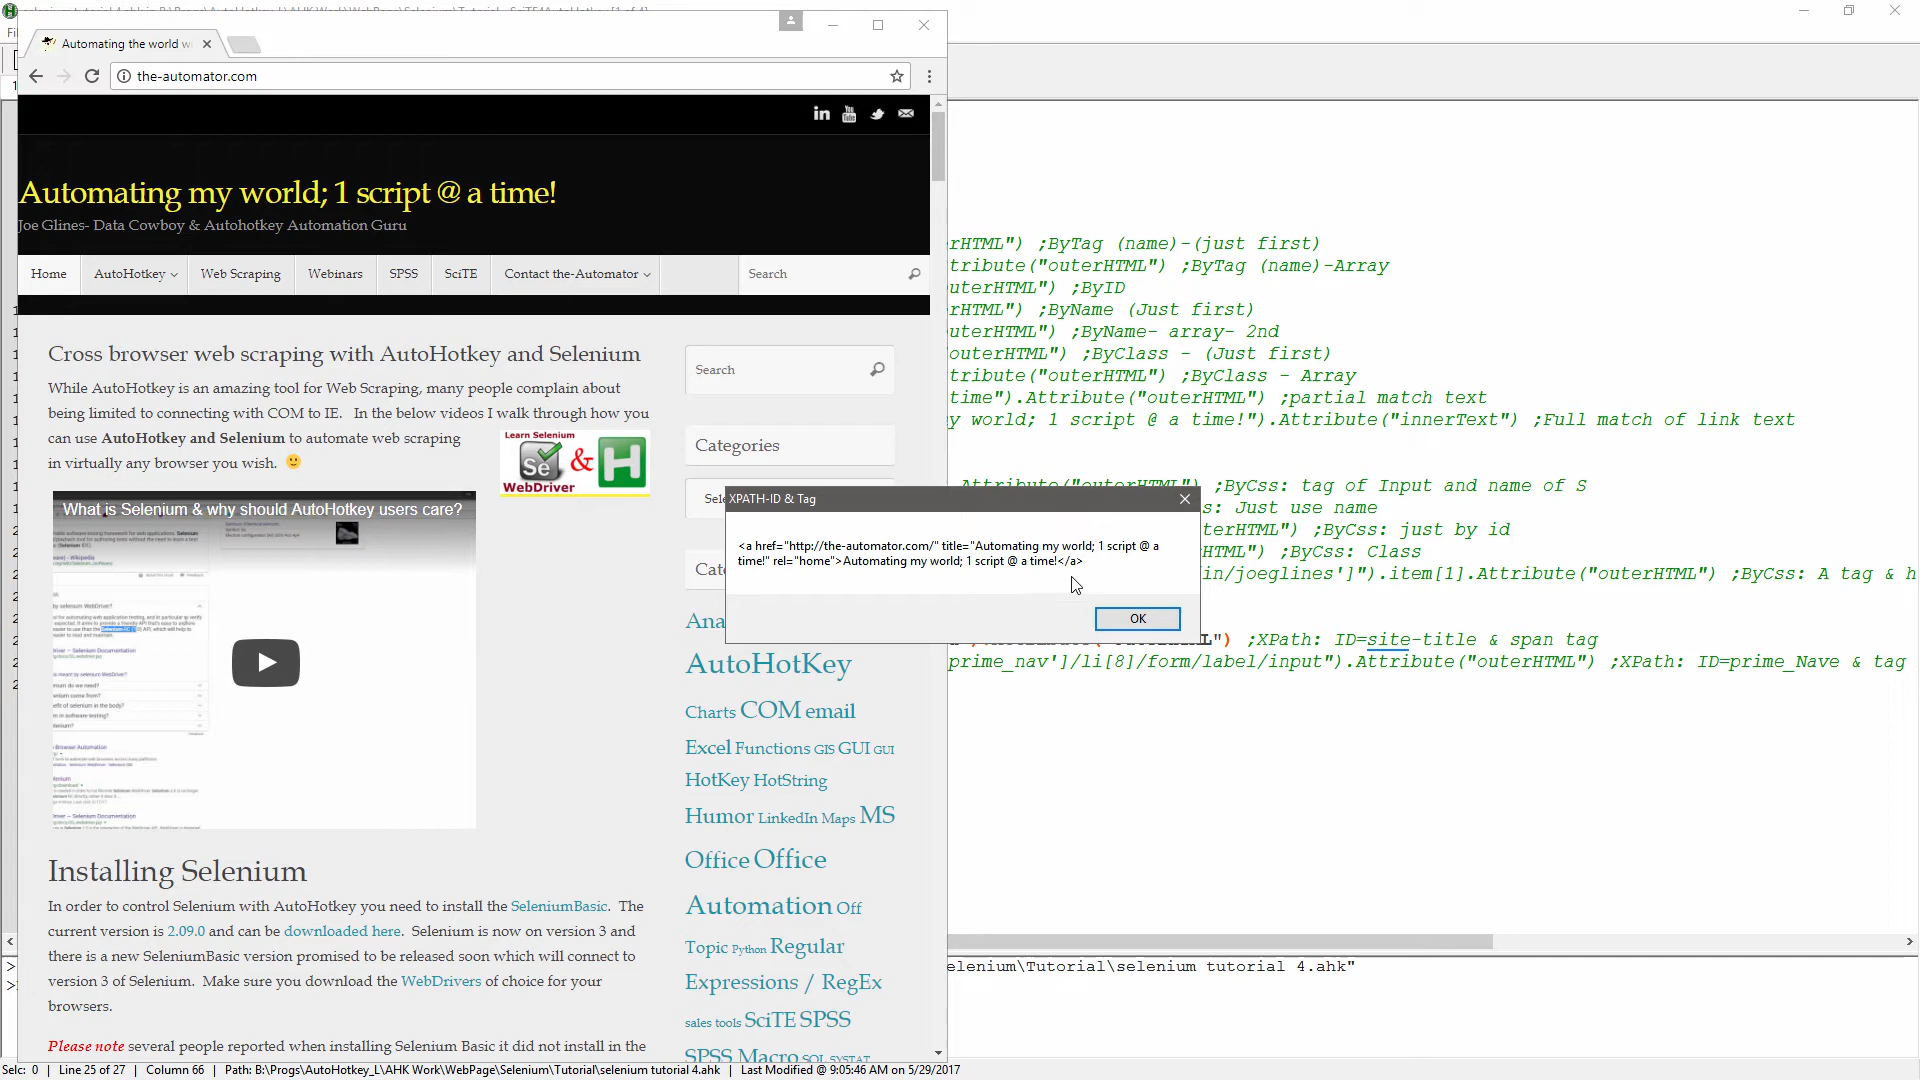 Automating the world w
the-automator.com
Automating my world; 1 script @ a time!
Joe Glines- Data Cowboy & Autohotkey Automation Guru
Home
AutoHotkey
Web Scraping
Webinars
SPSS
SciTE
Contact the-Automator
Search
Cross browser web scraping with AutoHotkey and Selenium
While AutoHotkey is an amazing tool for Web Scraping, many people complain about
being limited to connecting with COM to IE. In the below videos I walk through how you
can use AutoHotkey and Selenium to automate web scraping
in virtually any browser you wish.
Learn Selenium
Se & H
WebDriver
What is Selenium & why should AutoHotkey users care?
Installing Selenium
In order to control Selenium with AutoHotkey you need to install the SeleniumBasic. The
current version is 2.09.0 and can be downloaded here. Selenium is now on version 3 and
there is a new SeleniumBasic version promised to be released soon which will connect to
version 3 of Selenium. Make sure you download the WebDrivers of choice for your
browsers.
Please note several people reported when installing Selenium Basic it did not install in the
Search
Categories
Sele
Cate
Ana
AutoHotKey
Charts COM email
Excel Functions GIS GUI GUI
HotKey HotString
Humor LinkedIn Maps MS
Office Office
Automation Off
Topic Python Regular
Expressions / RegEx
sales tools SciTE SPSS
SPSS Macro SQL SYSTAT
XPATH-ID & Tag
<a href="http://the-automator.com/" title="Automating my world; 1 script @ a
time!" rel="home">Automating my world; 1 script @ a time!</a>
OK
rHTML") ;ByTag (name)-(just first)
tribute("outerHTML") ;ByTag (name)-Array
outerHTML") ;ByID
rHTML") ;ByName (Just first)
outerHTML") ;ByName- array- 2nd
outerHTML") ;ByClass - (Just first)
tribute("outerHTML") ;ByClass - Array
time").Attribute("outerHTML") ;partial match text
my world; 1 script @ a time!").Attribute("innerText") ;Full match of link text
.Attribute("outerHTML") ;ByCss: tag of Input and name of S
s: Just use name
terHTML") ;ByCss: just by id
;ByCss: Class
in/joeglines']").item[1].Attribute("outerHTML") ;ByCss: A tag & h
L") ;XPath: ID=site-title & span tag
prime_nav']/li[8]/form/label/input").Attribute("outerHTML") ;XPath: ID=prime_Nave & tag
elenium\Tutorial\selenium tutorial 4.ahk"
Selc: 0 | Line 25 of 27 | Column 66 | Path: B:\Progs\AutoHotkey_L\AHK Work\WebPage\Selenium\Tutorial\selenium tutorial 4.ahk | Last Modified @ 9:05:46 AM on 5/29/2017